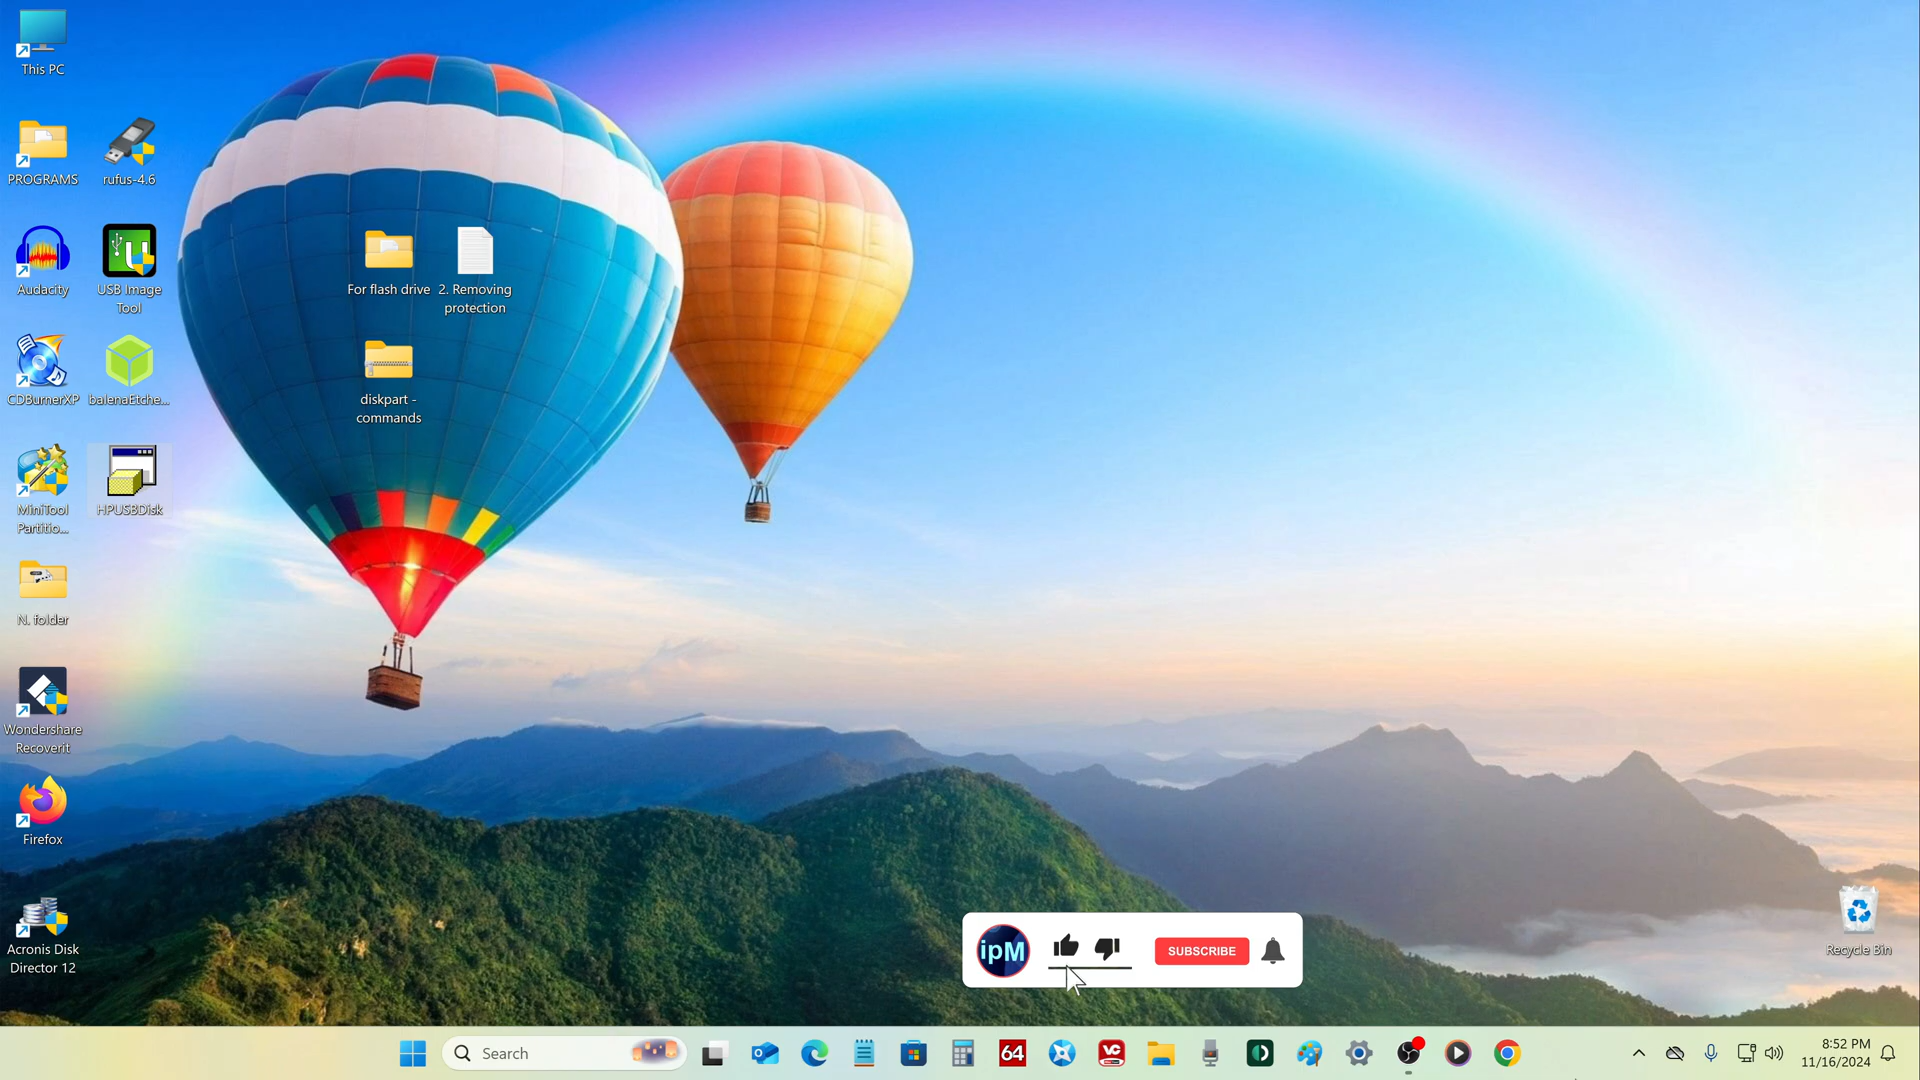 This PC
PROGRAMS
rufus-4.6
Audacity
USB Image
Tool
For flash drive
2. Removing
protection
CDBurnerXP
balenaEtche...
diskpart -
commands
MiniTool
Partitio...
HPUSBDisk
N. folder
Wondershare
Recoverit
Firefox
Acronis Disk
Director 12
ipM
SUBSCRIBE
Recycle Bin
Search
64
VC
8:52 PM
11/16/2024